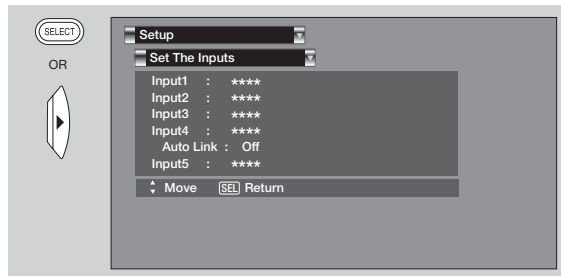 SELECT
OR
Setup
Set The Inputs
Input1 : ****
Input2 : ****
Input3 : ****
Input4 : ****
Auto Link : Off
Input5 : ****
Move SEL Return